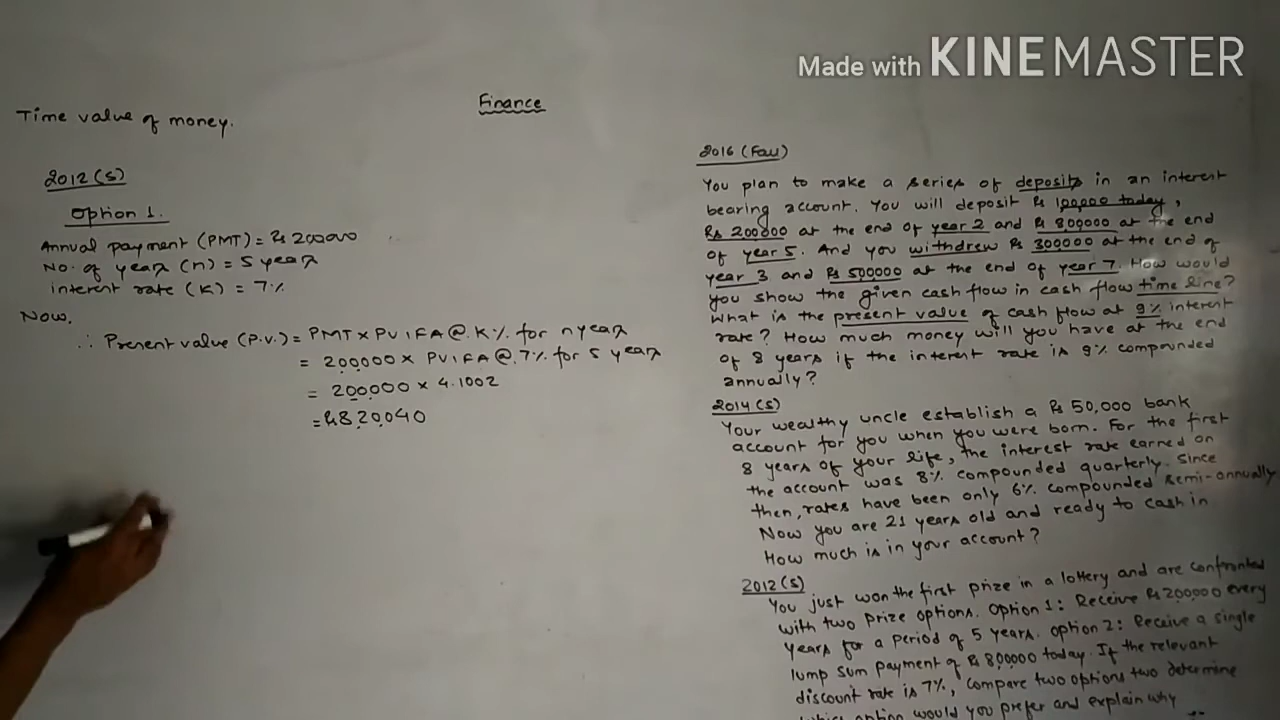 Made with KINEMASTER
Finance
Time value of money.
2012 (S)
Option 1.
Annual payment (PMT) = Rs 200000
No. of years (n) = 5 years
interest rate (K) = 7%
Now,
∴ Present value (P.V.) = PMT × PVIFA@.K% for n years
= 200,000 × PVIFA@.7% for 5 years
= 200,000 × 4.1002
= Rs 8,20,040
2016 (Fall)
You plan to make a series of deposits in an interest
bearing account. You will deposit Rs 100,000 today,
Rs 200000 at the end of year 2 and Rs 800000 at the end
of year 5. And you withdrew Rs 300000 at the end of
year 3 and Rs 500000 at the end of year 7. How would
you show the given cash flow in cash flow time line?
What is the present value of cash flow at 9% interest
rate? How much money will you have at the end
of 8 years if the interest rate is 9% compounded
annually?
2014 (S)
Your wealthy uncle establish a Rs 50,000 bank
account for you when you were born. For the first
8 years of your life, the interest rate earned on
the account was 8% compounded quarterly. Since
then, rates have been only 6% compounded semi-annually
Now you are 21 years old and ready to cash in
How much is in your account?
2012 (S)
You just won the first prize in a lottery and are confronted
with two prize options. Option 1: Receive Rs 200,000 every
years for a period of 5 years. Option 2: Receive a single
lump sum payment of Rs 800,000 today. If the relevant
discount rate is 7%, compare two options two determine
option would you prefer and explain why